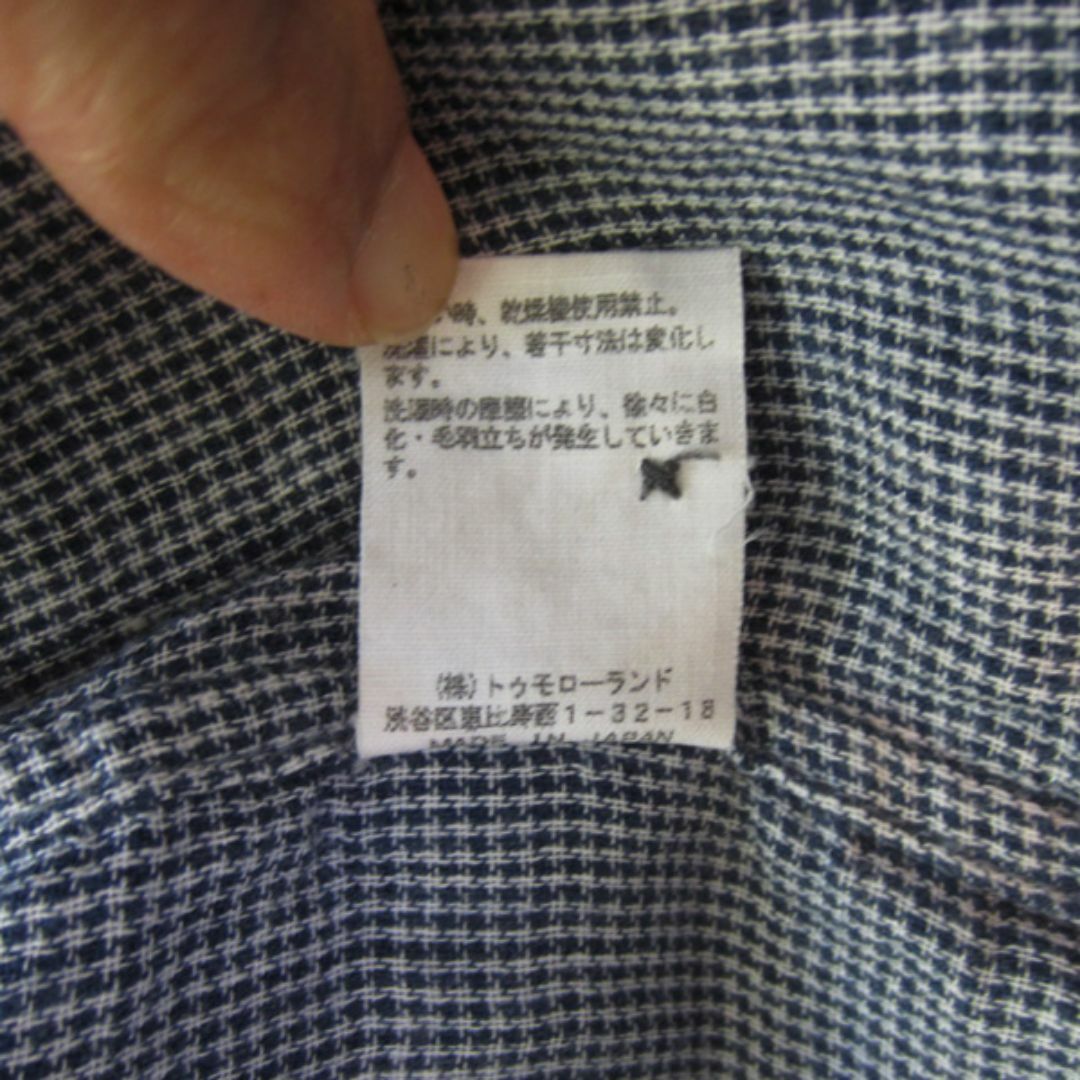 時、乾燥機使用禁止。
洗濯により、若干寸法は変化し
ます。
洗濯時の摩擦により、徐々に白
化・毛羽立ちが発生していきま
す。
(株)トゥモローランド
渋谷区恵比寿西1-32-18
MADE IN JAPAN